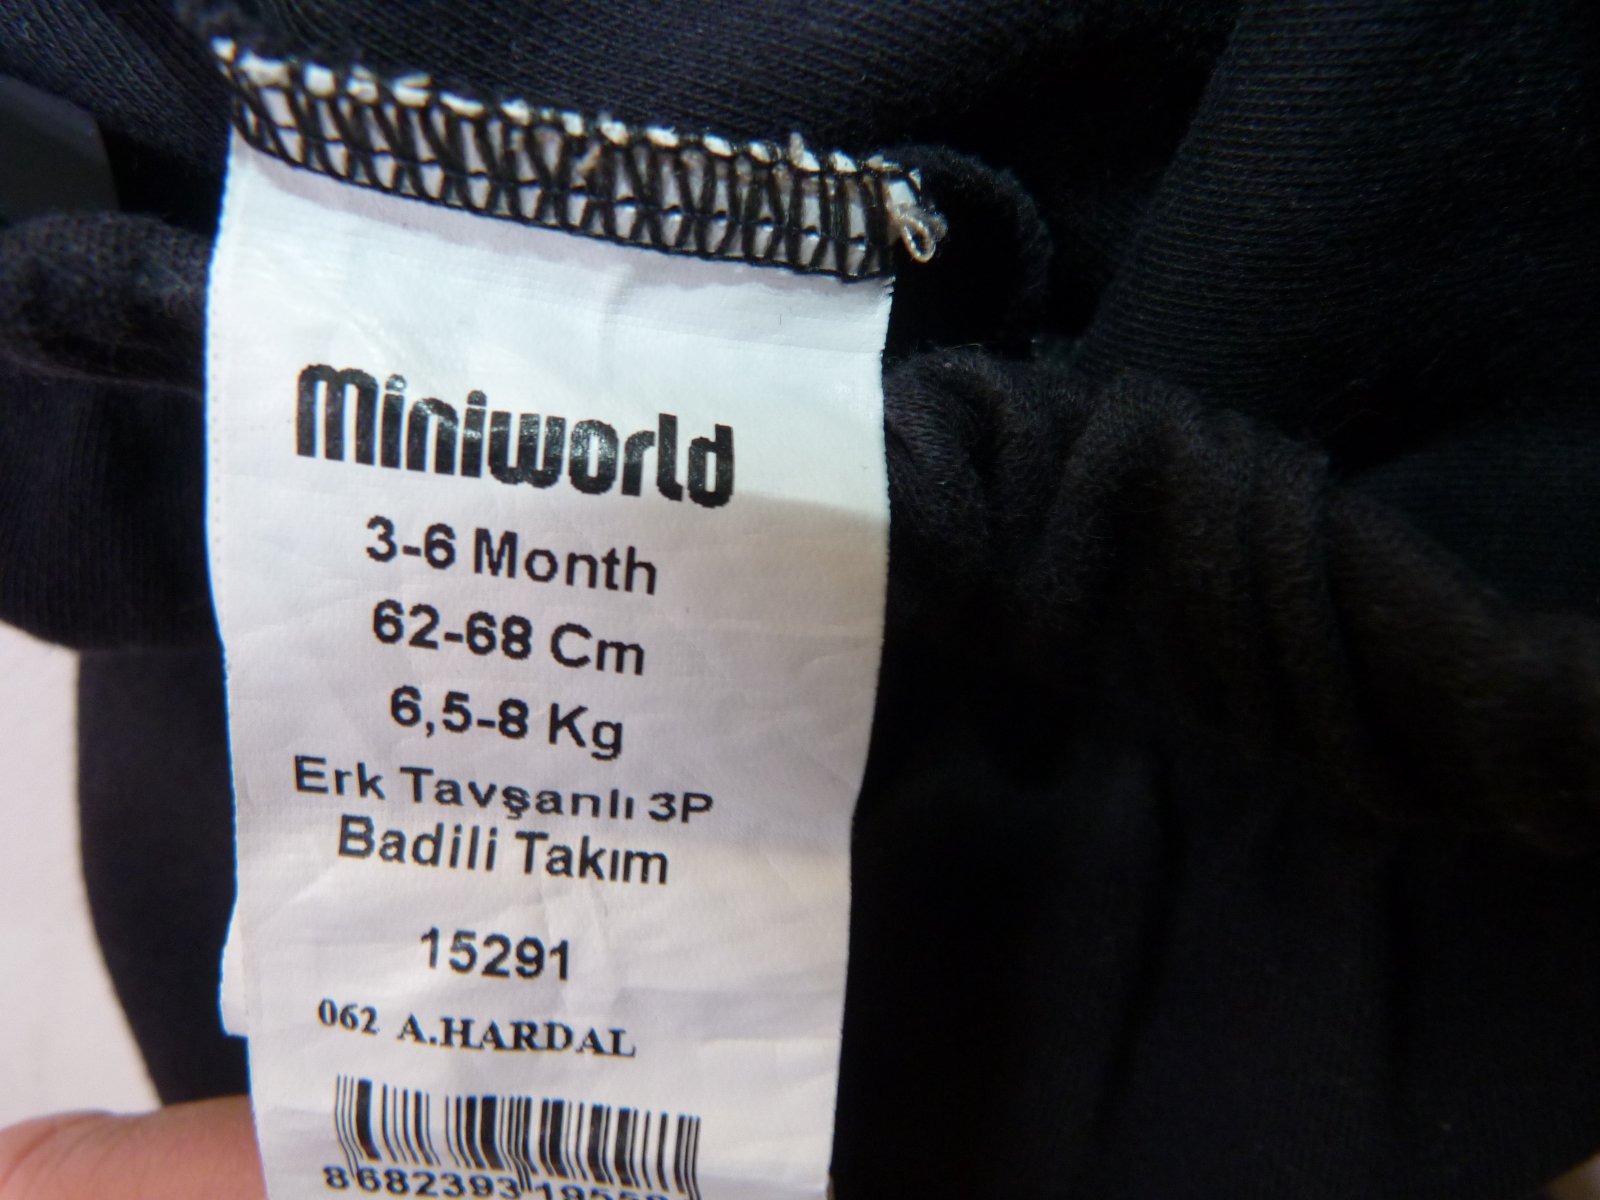 miniworld
3-6 Month
62-68 Cm
6,5-8 Kg
Erk Tavşanlı 3P
Badili Takım
15291
062 A.HARDAL
8682393